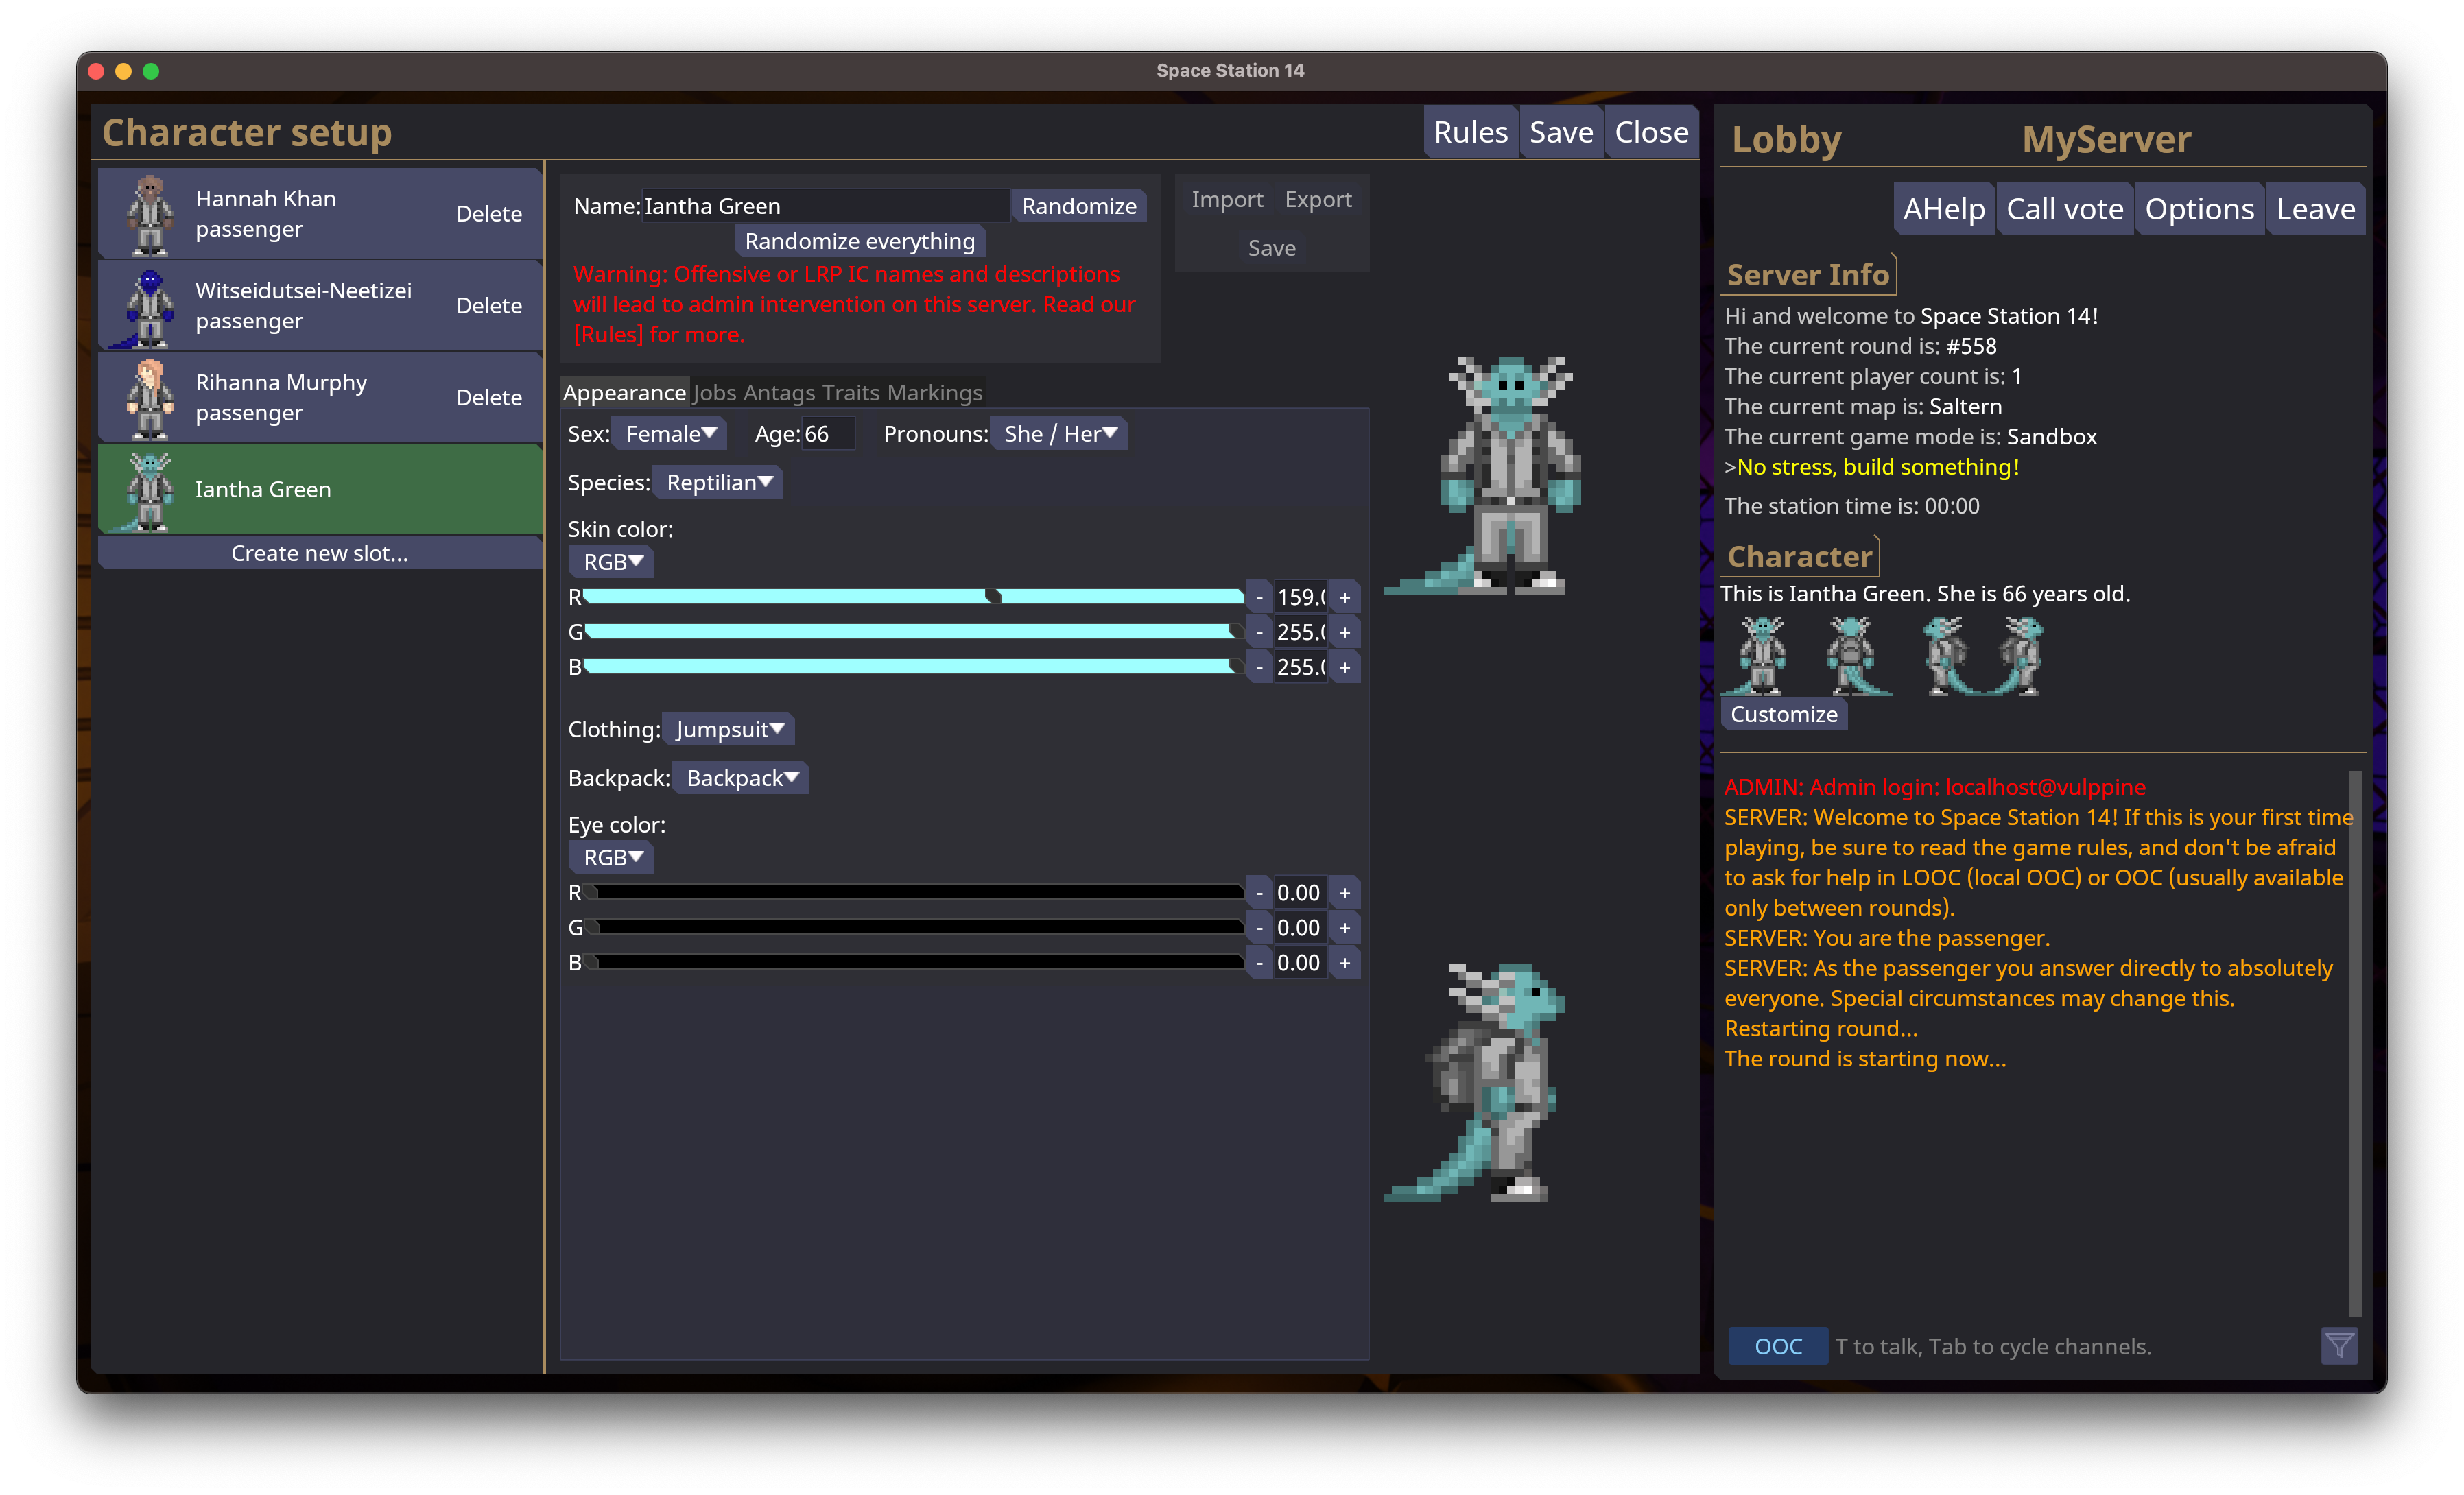 Space Station 14
Character setup
Rules
Save
Close
Hannah Khan
passenger
Delete
Witseidutsei-Neetizei
passenger
Delete
Rihanna Murphy
passenger
Delete
Iantha Green
Create new slot...
Name:
Iantha Green
Randomize
Randomize everything
Warning: Offensive or LRP IC names and descriptions
will lead to admin intervention on this server. Read our
[Rules] for more.
Import
Export
Save
Appearance
Jobs
Antags
Traits
Markings
Sex:
Female
Age:
66
Pronouns:
She / Her
Species:
Reptilian
Skin color:
RGB
R
-
159.0
+
G
-
255.0
+
B
-
255.0
+
Clothing:
Jumpsuit
Backpack:
Backpack
Eye color:
RGB
R
-
0.00
+
G
-
0.00
+
B
-
0.00
+
Lobby
MyServer
AHelp
Call vote
Options
Leave
Server Info
Hi and welcome to Space Station 14!
The current round is: #558
The current player count is: 1
The current map is: Saltern
The current game mode is: Sandbox
>No stress, build something!
The station time is: 00:00
Character
This is Iantha Green. She is 66 years old.
Customize
ADMIN: Admin login: localhost@vulppine
SERVER: Welcome to Space Station 14! If this is your first time
playing, be sure to read the game rules, and don't be afraid
to ask for help in LOOC (local OOC) or OOC (usually available
only between rounds).
SERVER: You are the passenger.
SERVER: As the passenger you answer directly to absolutely
everyone. Special circumstances may change this.
Restarting round...
The round is starting now...
OOC
T to talk, Tab to cycle channels.